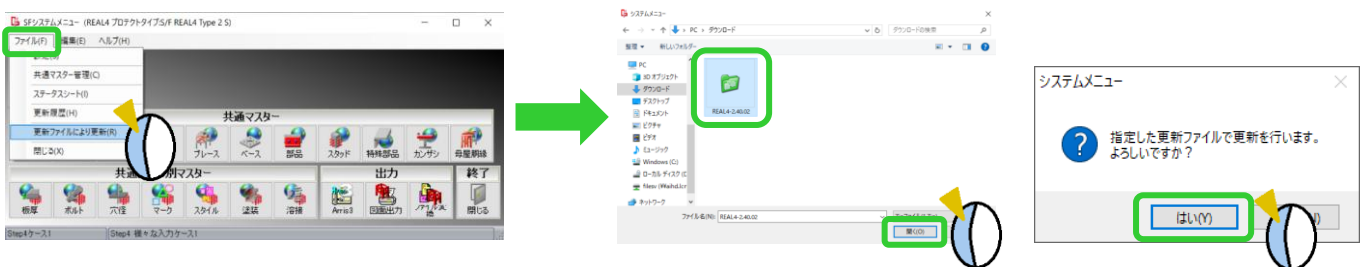 SFシステムメニュー (REAL4 プロテクトタイプ:S/F REAL4 Type 2 S)
ファイル(F) 編集(E) ヘルプ(H)
共通マスター管理(C)
ステータスシート(I)
更新履歴(H)
更新ファイルにより更新(R)
閉じる(X)
共通マスター
ブレース ベース 部品 スタッド 特殊部品 カンザシ 母屋胴縁
別マスター 出力 終了
板厚 ボルト 穴径 マーク スタイル 塗装 溶接 Arris3 図面出力 閉じる
Step4ケース1 Step4 様々な入力ケース1
システムメニュー
PC › ダウンロード ダウンロードの検索
整理 新しいフォルダー
PC
3D オブジェクト
ダウンロード
デスクトップ
ドキュメント
ピクチャ
ビデオ
ミュージック
Windows (C:)
ローカル ディスク (D
ネットワーク
REAL4-2.40.02
ファイル名(N): REAL4-2.40.02
開く(O)
システムメニュー
指定した更新ファイルで更新を行います。
よろしいですか？
はい(Y)